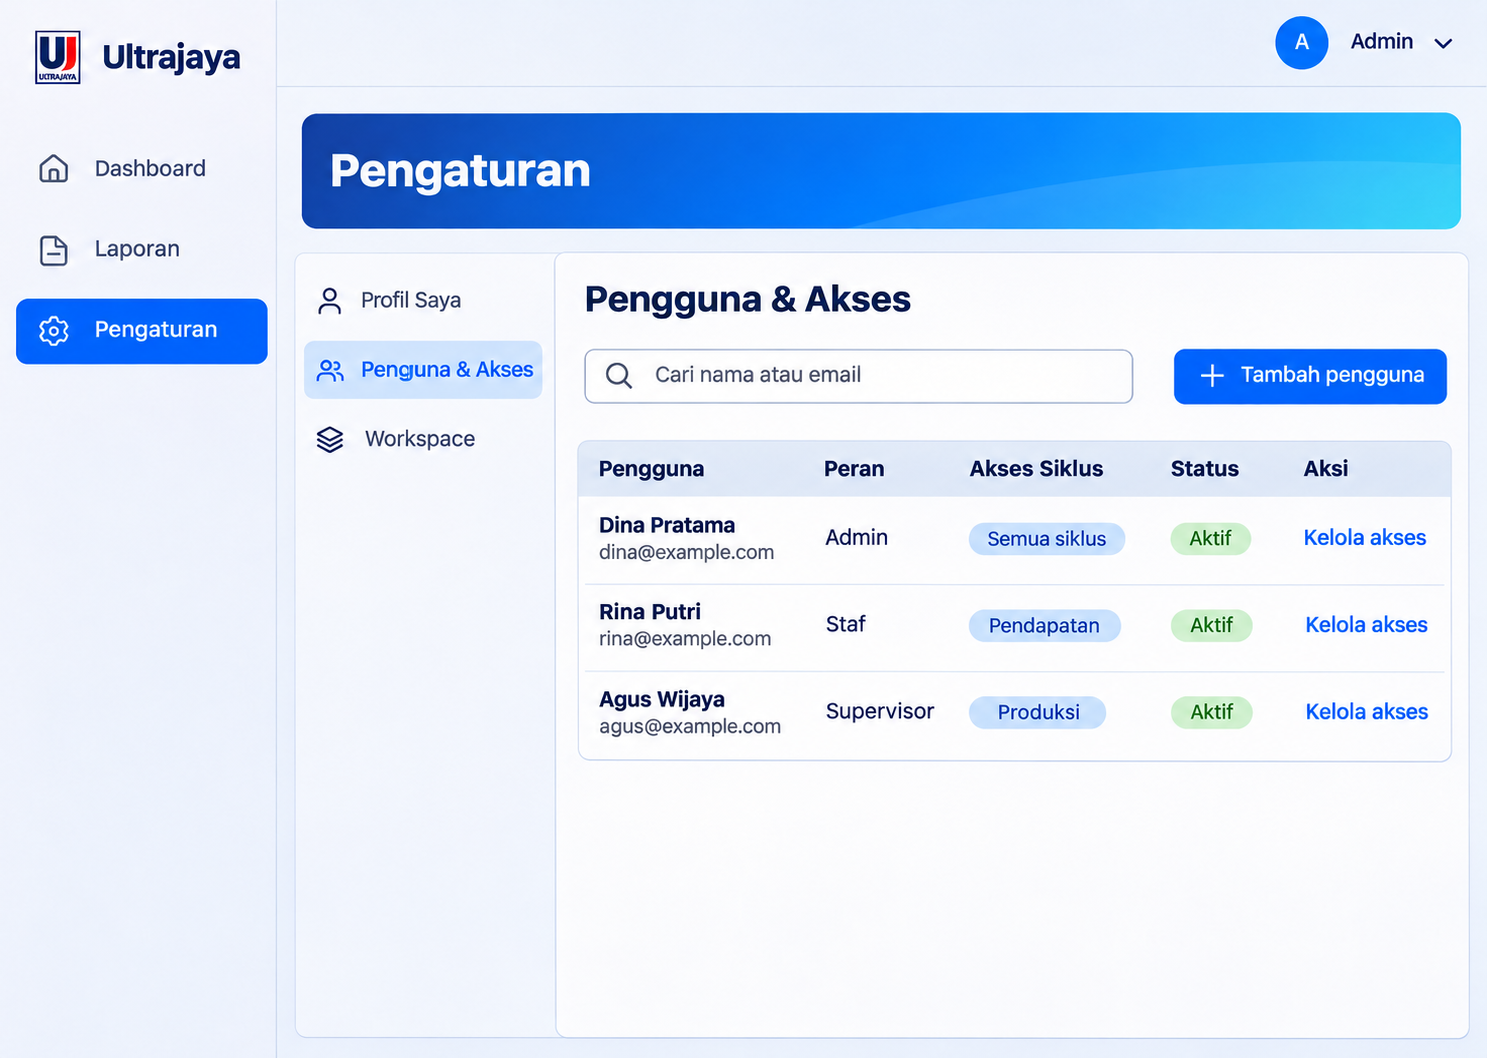 UJ
ULTRAJAYA
Ultrajaya
A
Admin
Dashboard
Laporan
Pengaturan
Pengaturan
Profil Saya
Penguna & Akses
Workspace
Pengguna & Akses
Cari nama atau email
Tambah pengguna
Pengguna Peran Akses Siklus Status Aksi
Dina Pratama
dina@example.com
Admin Semua siklus Aktif Kelola akses
Rina Putri
rina@example.com
Staf Pendapatan Aktif Kelola akses
Agus Wijaya
agus@example.com
Supervisor Produksi Aktif Kelola akses